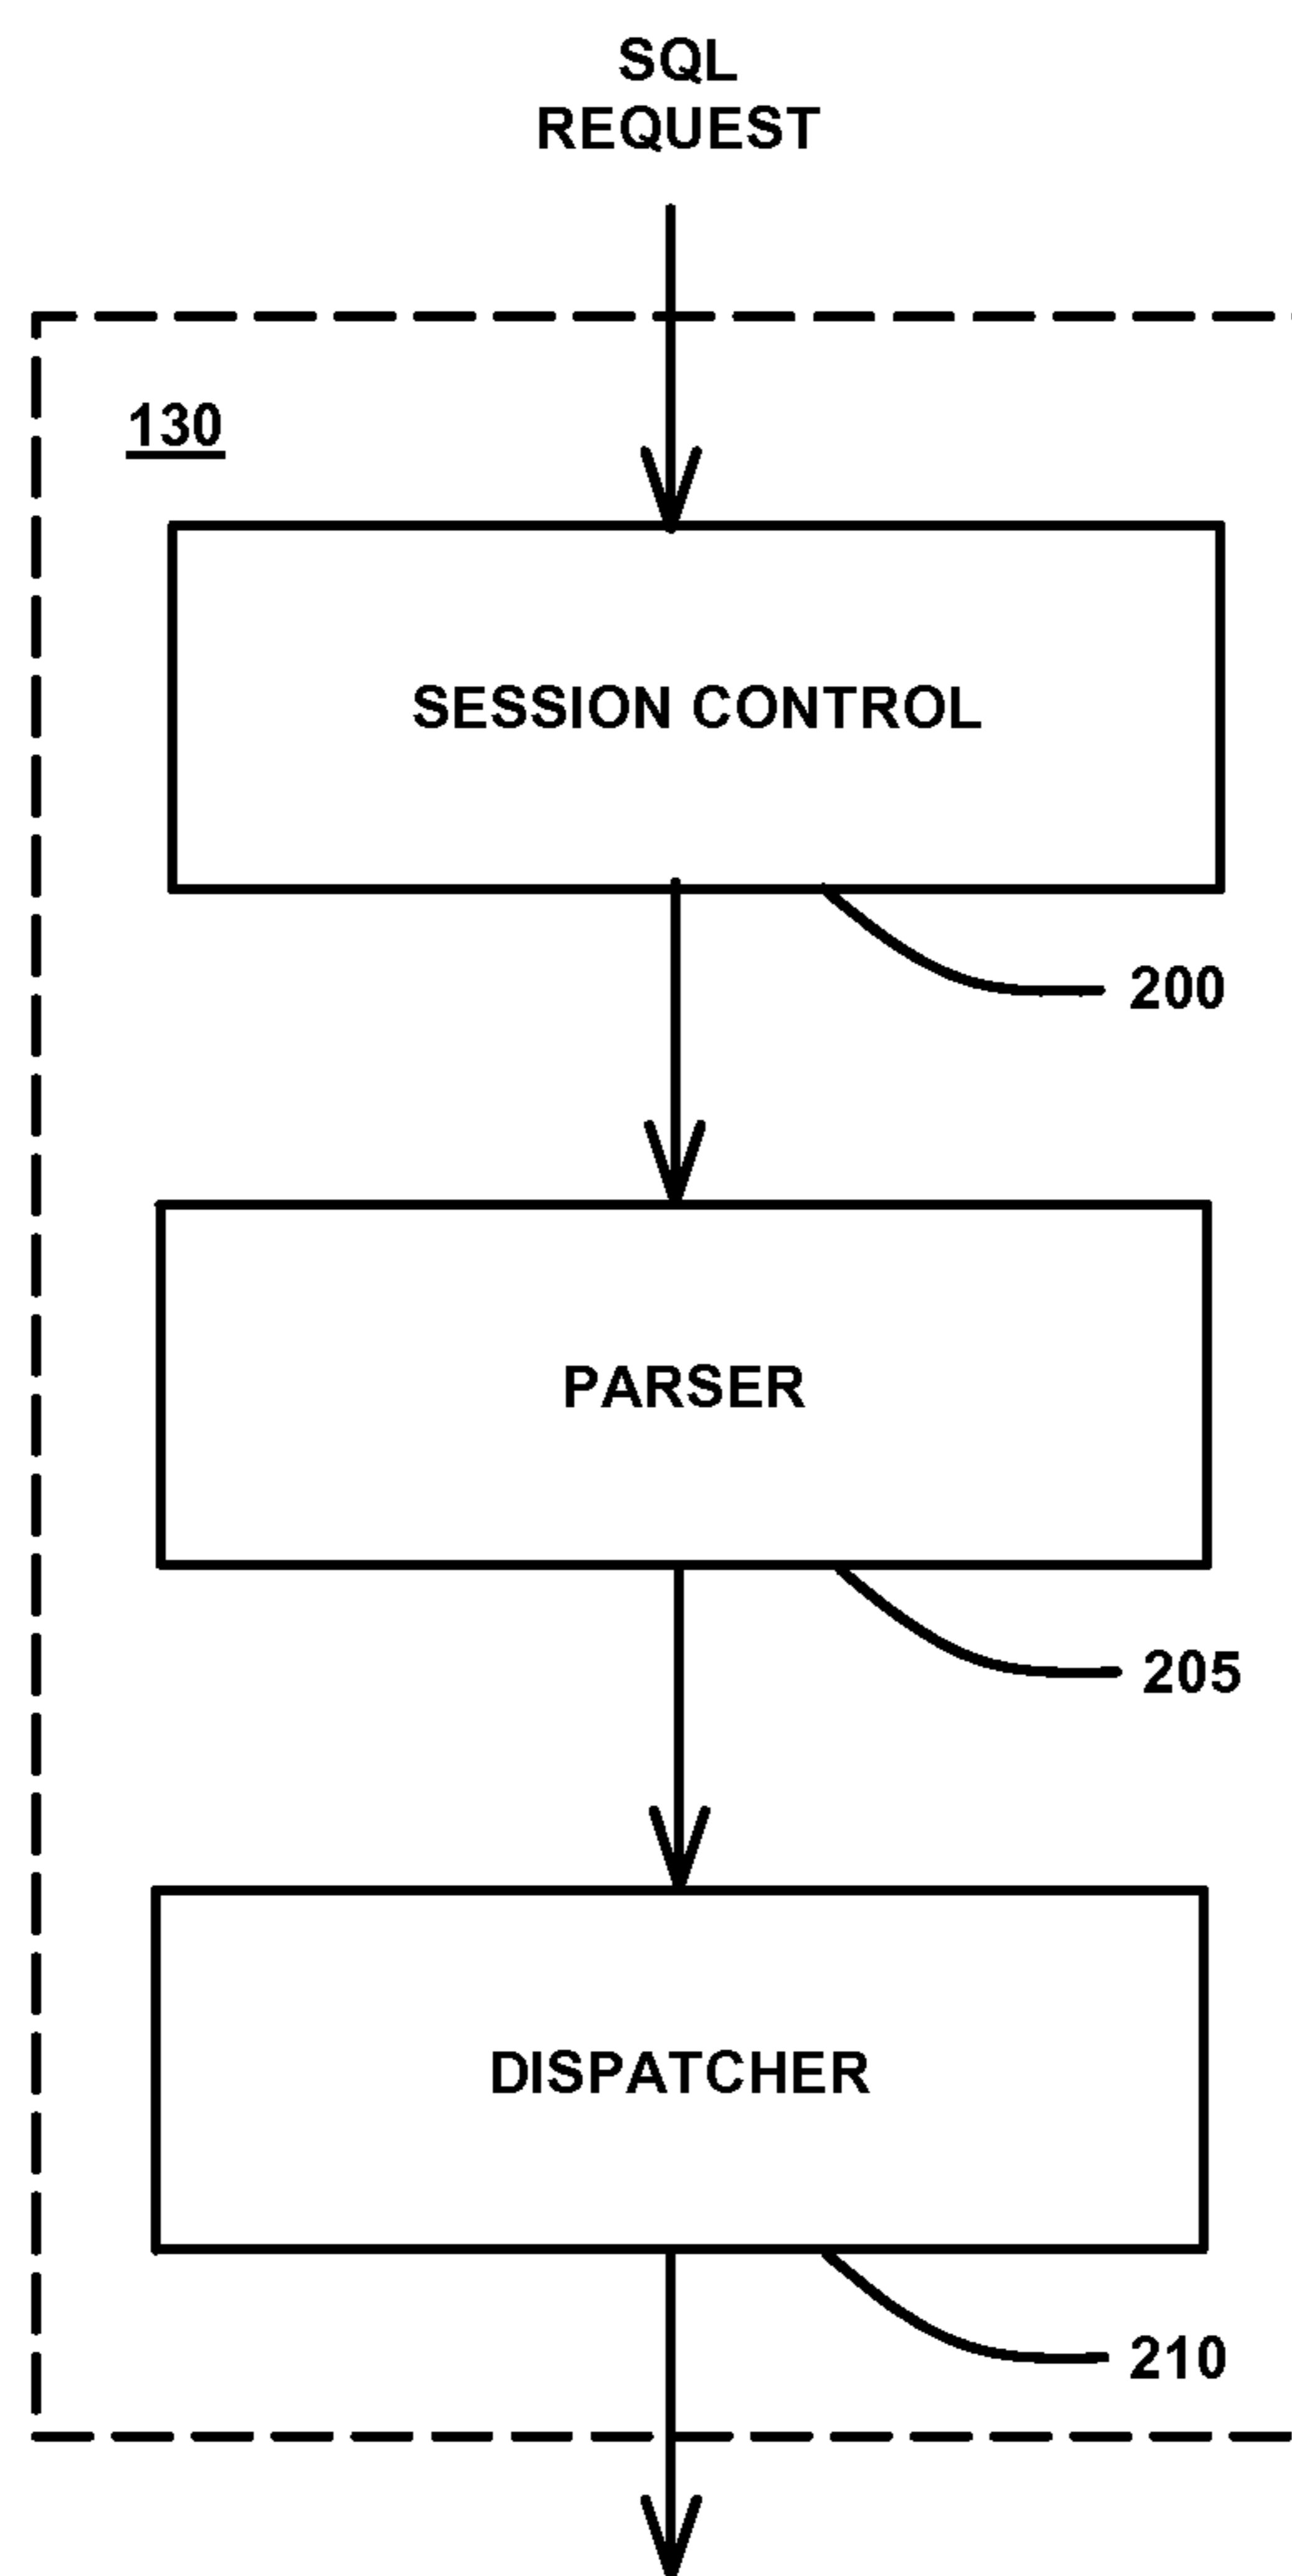 SQL
REQUEST
130
SESSION CONTROL
200
PARSER
205
DISPATCHER
210